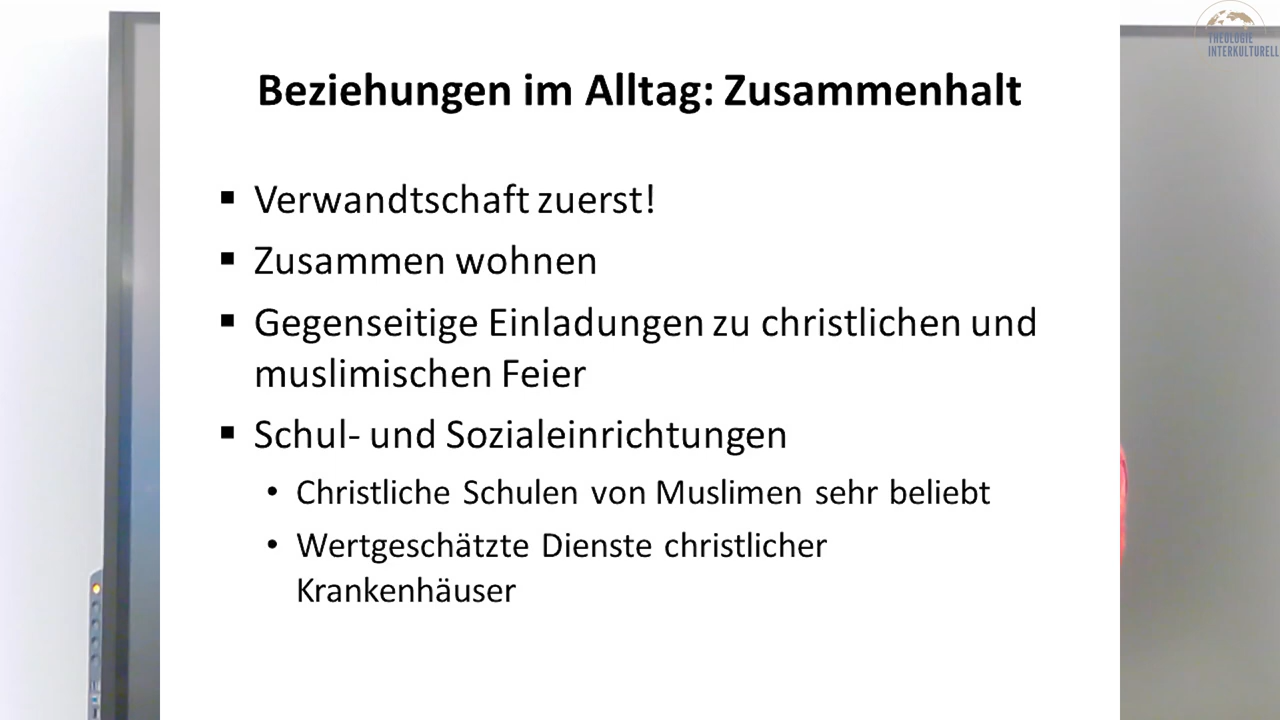 THEOLOGIE
INTERKULTURELL
Beziehungen im Alltag: Zusammenhalt
▪ Verwandtschaft zuerst!
▪ Zusammen wohnen
▪ Gegenseitige Einladungen zu christlichen und
muslimischen Feier
▪ Schul- und Sozialeinrichtungen
• Christliche Schulen von Muslimen sehr beliebt
• Wertgeschätzte Dienste christlicher
Krankenhäuser